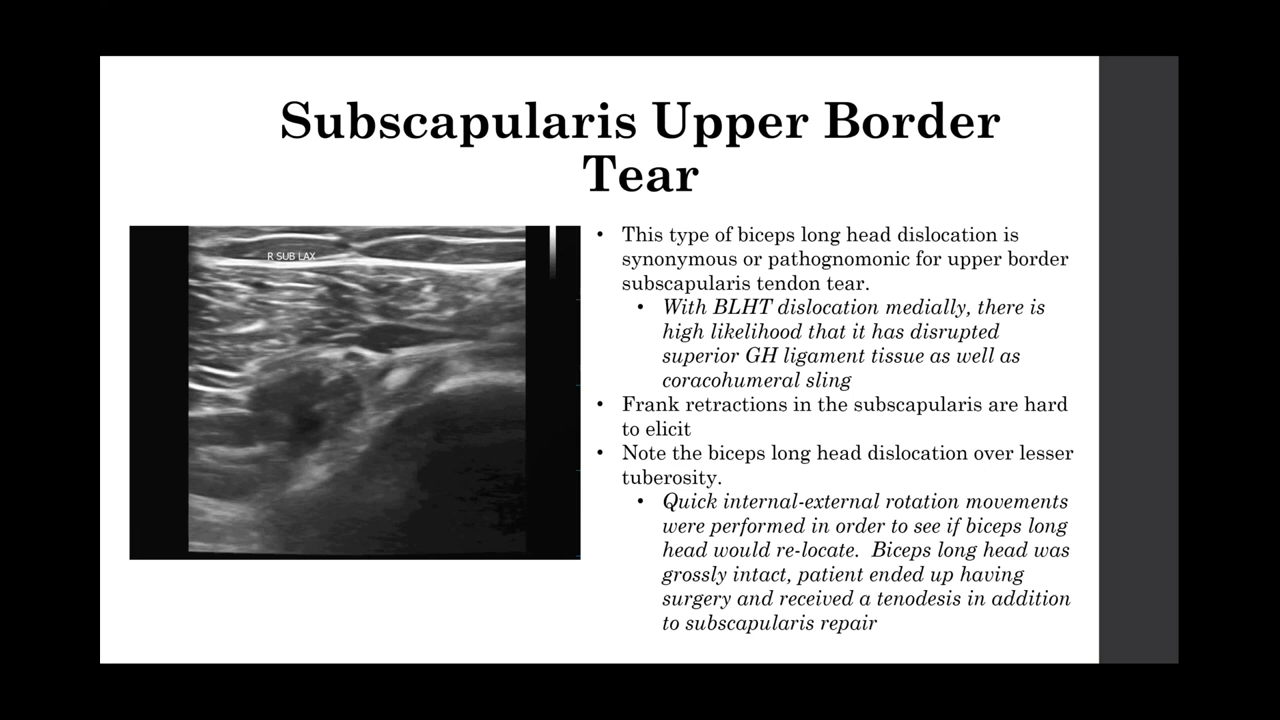 Subscapularis Upper Border
Tear
R SUB LAX
• This type of biceps long head dislocation is
synonymous or pathognomonic for upper border
subscapularis tendon tear.
• With BLHT dislocation medially, there is
high likelihood that it has disrupted
superior GH ligament tissue as well as
coracohumeral sling
• Frank retractions in the subscapularis are hard
to elicit
• Note the biceps long head dislocation over lesser
tuberosity.
• Quick internal-external rotation movements
were performed in order to see if biceps long
head would re-locate.  Biceps long head was
grossly intact, patient ended up having
surgery and received a tenodesis in addition
to subscapularis repair